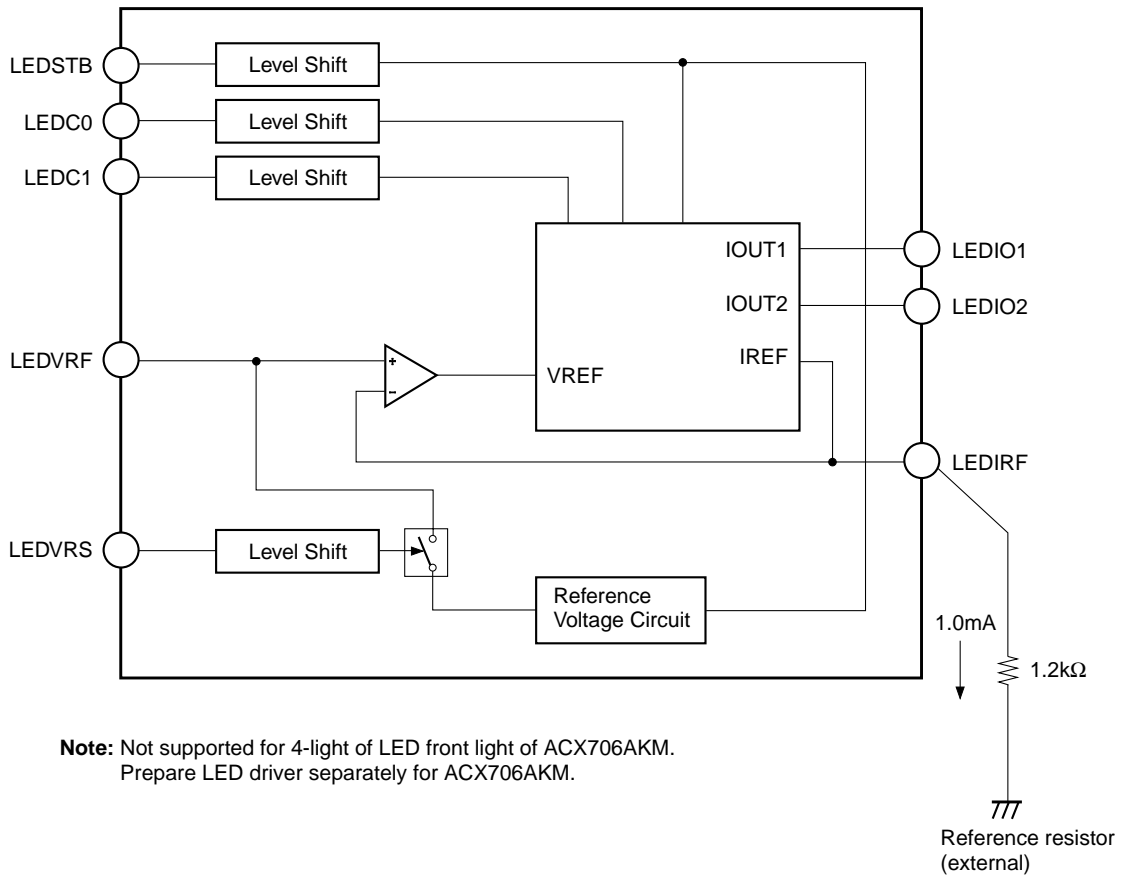 LEDSTB
Level Shift
LEDC0
Level Shift
LEDC1
Level Shift
IOUT1
LEDIO1
IOUT2
LEDIO2
LEDVRF
+
-
VREF
IREF
LEDIRF
LEDVRS
Level Shift
Reference
Voltage Circuit
1.0mA
1.2kΩ
Note: Not supported for 4-light of LED front light of ACX706AKM.
Prepare LED driver separately for ACX706AKM.
Reference resistor
(external)